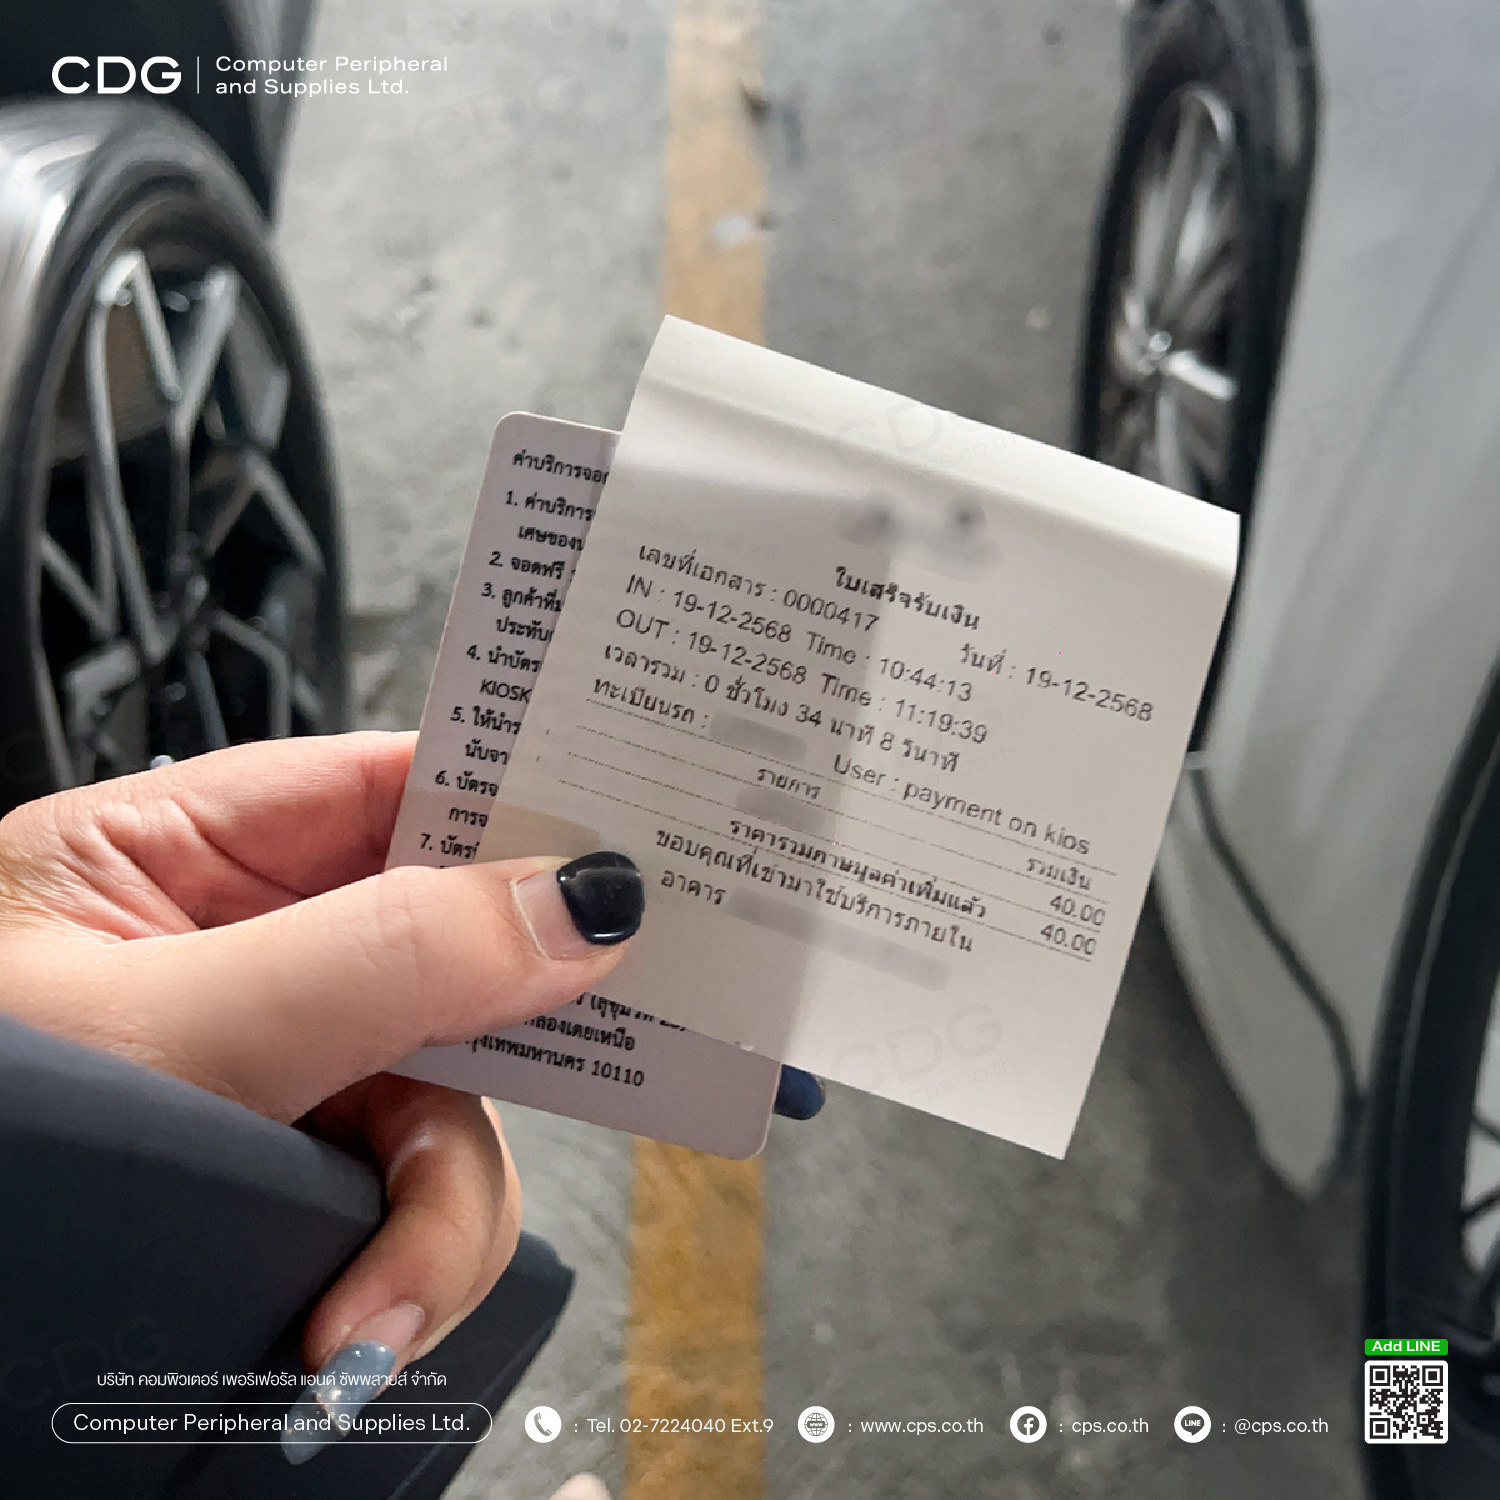 CDG
Computer Peripheral
and Supplies Ltd.
ค่าบริการจอด
1. ค่าบริการ
เศษของ
2. จอดฟรี
3. ลูกค้าที่
ประทับ
4. นำบัตร
KIOSK
5. ให้นำ
นับจา
6. บัตรจ
การจ
7. บัตร
คลองเตยเหนือ
กรุงเทพมหานคร 10110
ใบเสร็จรับเงิน
เลขที่เอกสาร : 0000417
วันที่ : 19-12-2568
IN : 19-12-2568 Time : 10:44:13
OUT : 19-12-2568 Time : 11:19:39
เวลารวม : 0 ชั่วโมง 34 นาที 8 วินาที
ทะเบียนรถ :
User : payment on kios
รายการ
รวมเงิน
40.00
ราคารวมภาษมูลค่าเพิ่มแล้ว 40.00
ขอบคุณที่เข้ามาใช้บริการภายใน
อาคาร
บริษัท คอมพิวเตอร์ เพอริเฟอรัล แอนด์ ซัพพลายส์ จำกัด
Computer Peripheral and Supplies Ltd.
: Tel. 02-7224040 Ext.9
: www.cps.co.th
: cps.co.th
LINE
: @cps.co.th
Add LINE